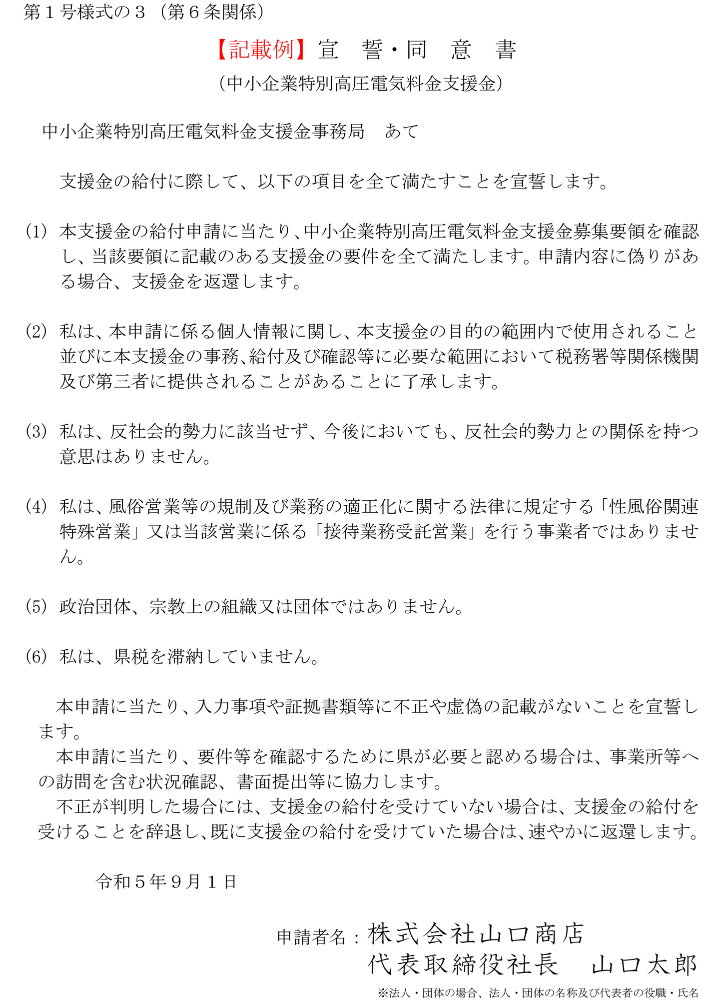 第１号様式の３（第６条関係）
【記載例】宣　誓・同　意　書
（中小企業特別高圧電気料金支援金）
中小企業特別高圧電気料金支援金事務局　あて
支援金の給付に際して、以下の項目を全て満たすことを宣誓します。
(1) 本支援金の給付申請に当たり、中小企業特別高圧電気料金支援金募集要領を確認
し、当該要領に記載のある支援金の要件を全て満たします。申請内容に偽りがあ
る場合、支援金を返還します。
(2) 私は、本申請に係る個人情報に関し、本支援金の目的の範囲内で使用されること
並びに本支援金の事務、給付及び確認等に必要な範囲において税務署等関係機関
及び第三者に提供されることがあることに了承します。
(3) 私は、反社会的勢力に該当せず、今後においても、反社会的勢力との関係を持つ
意思はありません。
(4) 私は、風俗営業等の規制及び業務の適正化に関する法律に規定する「性風俗関連
特殊営業」又は当該営業に係る「接待業務受託営業」を行う事業者ではありませ
ん。
(5) 政治団体、宗教上の組織又は団体ではありません。
(6) 私は、県税を滞納していません。
本申請に当たり、入力事項や証拠書類等に不正や虚偽の記載がないことを宣誓し
ます。
本申請に当たり、要件等を確認するために県が必要と認める場合は、事業所等へ
の訪問を含む状況確認、書面提出等に協力します。
不正が判明した場合には、支援金の給付を受けていない場合は、支援金の給付を
受けることを辞退し、既に支援金の給付を受けていた場合は、速やかに返還します。
令和５年９月１日
申請者名：株式会社山口商店
代表取締役社長　山口太郎
※法人・団体の場合、法人・団体の名称及び代表者の役職・氏名